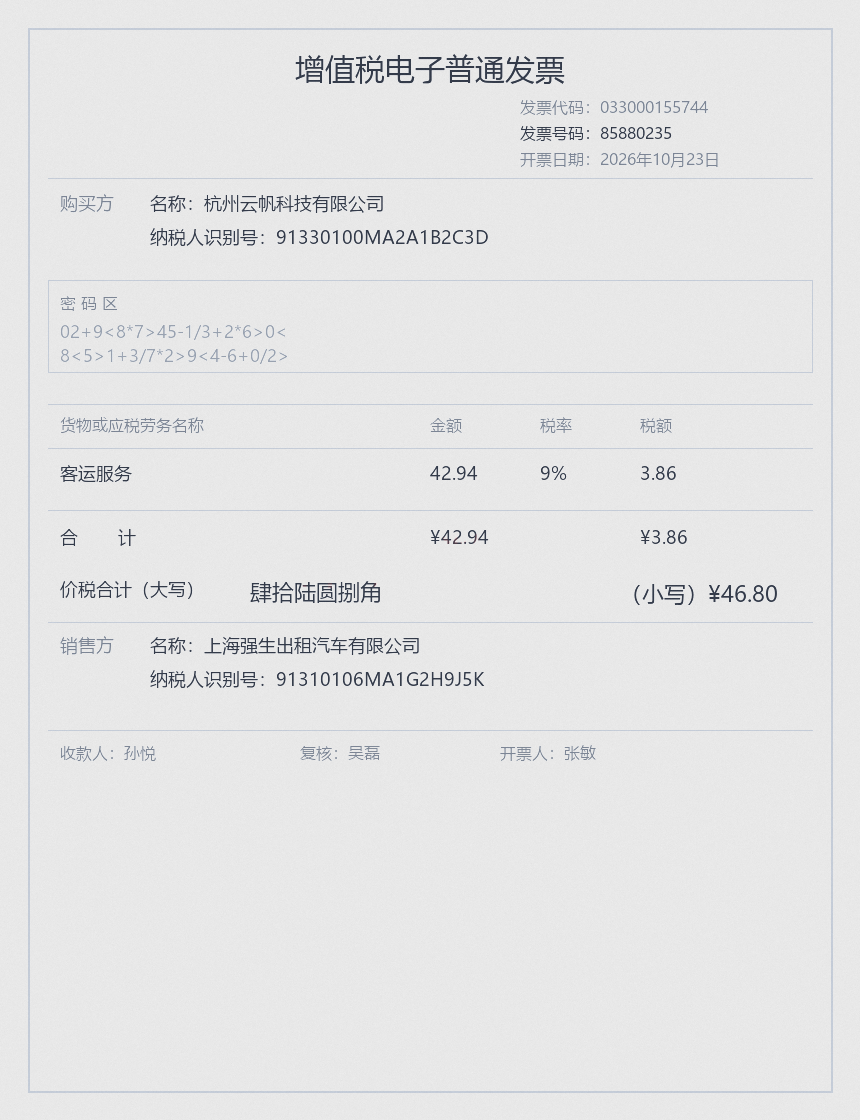 增值税电子普通发票
发票代码：033000155744
发票号码：85880235
开票日期：2026年10月23日
购买方 名称：杭州云帆科技有限公司
纳税人识别号：91330100MA2A1B2C3D
密 码 区
02+9<8*7>45-1/3+2*6>0<
8<5>1+3/7*2>9<4-6+0/2>
货物或应税劳务名称 金额 税率 税额
客运服务 42.94 9% 3.86
合 计 ¥42.94 ¥3.86
价税合计（大写） 肆拾陆圆捌角 （小写）¥46.80
销售方 名称：上海强生出租汽车有限公司
纳税人识别号：91310106MA1G2H9J5K
收款人：孙悦 复核：吴磊 开票人：张敏